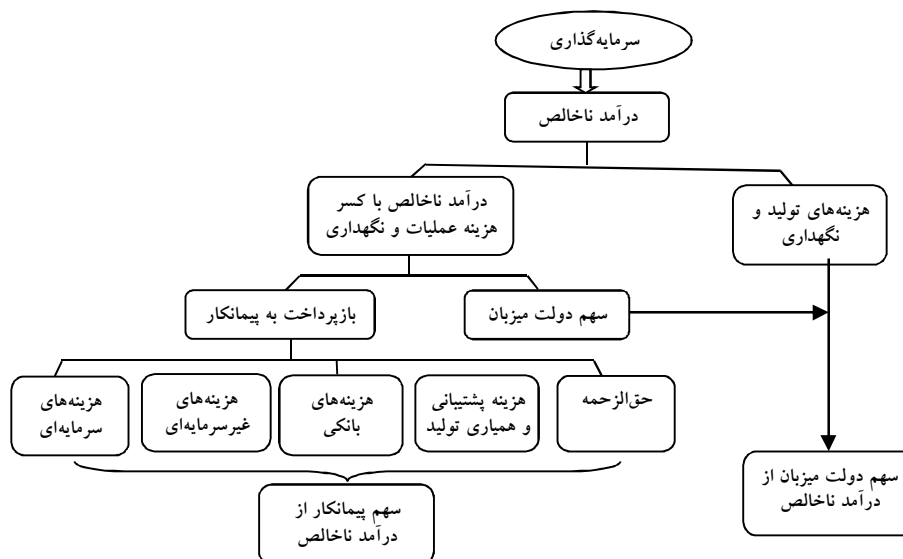 سرمایه‌گذاری
درآمد ناخالص
درآمد ناخالص با کسر
هزینه عملیات و نگهداری
هزینه‌های تولید و
نگهداری
بازپرداخت به پیمانکار
سهم دولت میزبان
حق‌الزحمه
هزینه پشتیبانی
و همیاری تولید
هزینه‌های
بانکی
هزینه‌های
غیرسرمایه‌ای
هزینه‌های
سرمایه‌ای
سهم دولت میزبان از
درآمد ناخالص
سهم پیمانکار از
درآمد ناخالص